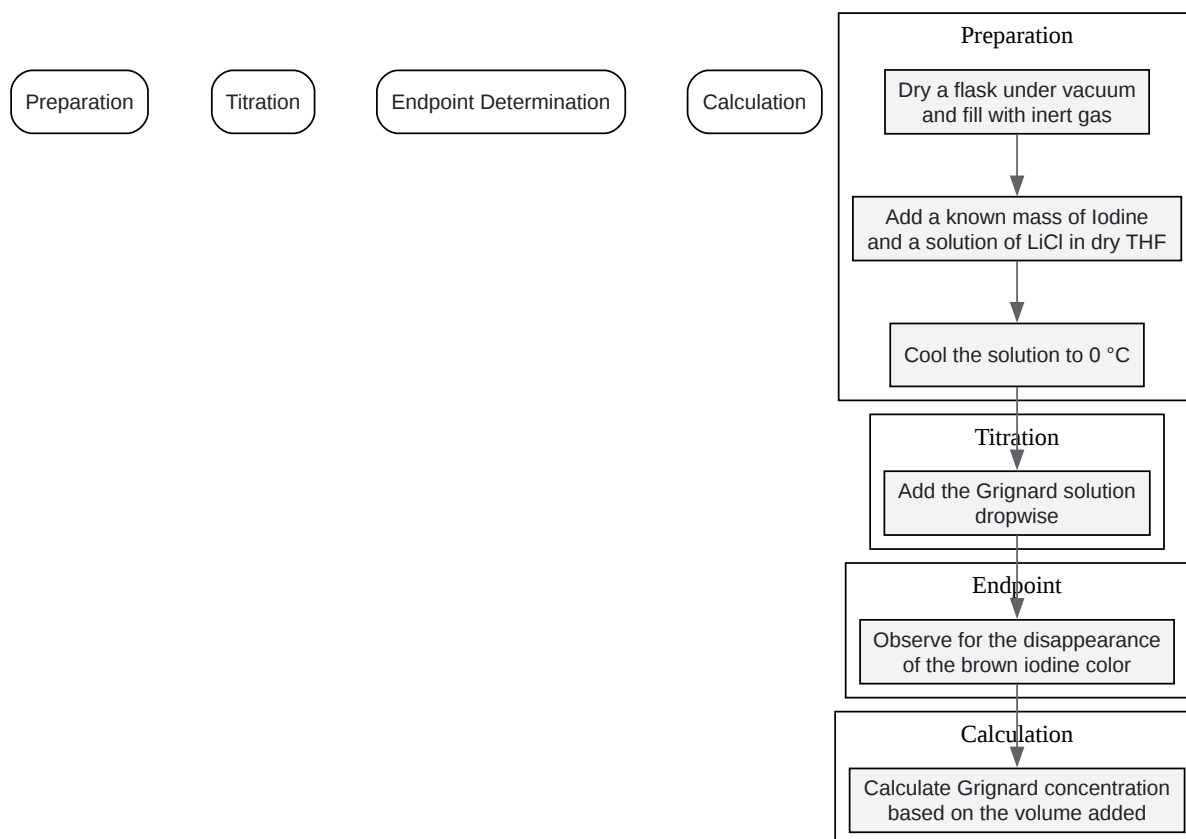 Preparation
Titration
Endpoint Determination
Calculation
Preparation
Dry a flask under vacuum
and fill with inert gas
Add a known mass of Iodine
and a solution of LiCl in dry THF
Cool the solution to 0 °C
Titration
Add the Grignard solution
dropwise
Endpoint
Observe for the disappearance
of the brown iodine color
Calculation
Calculate Grignard concentration
based on the volume added